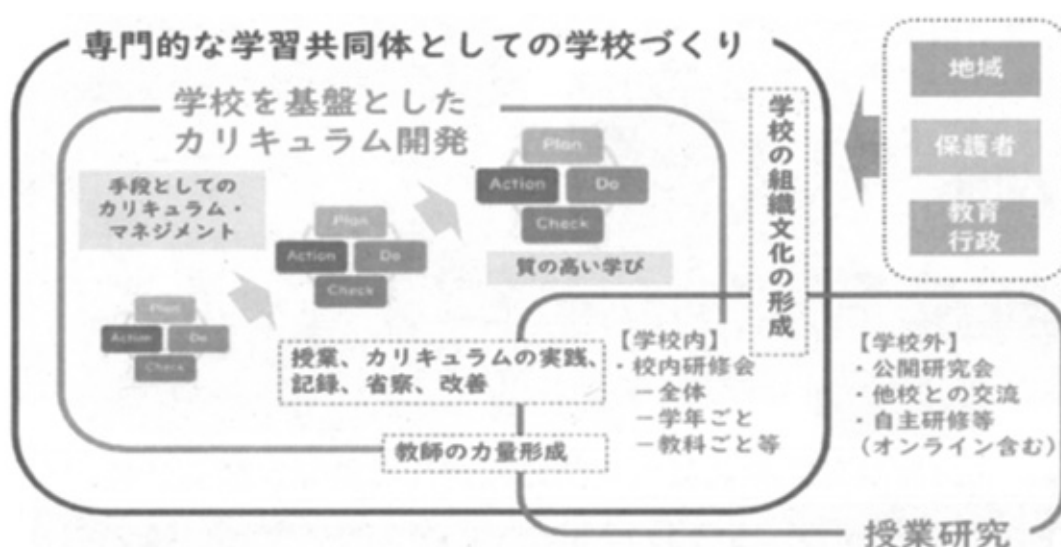 専門的な学習共同体としての学校づくり
学校を基盤とした
カリキュラム開発
手段としての
カリキュラム・
マネジメント
Plan
Action
Do
Check
Plan
Action
Do
Check
Plan
Action
Do
Check
質の高い学び
授業、カリキュラムの実践、
記録、省察、改善
教師の力量形成
学校の組織文化の形成
【学校内】
・校内研修会
－全体
－学年ごと
－教科ごと等
【学校外】
・公開研究会
・他校との交流
・自主研修等
（オンライン含む）
授業研究
地域
保護者
教育
行政